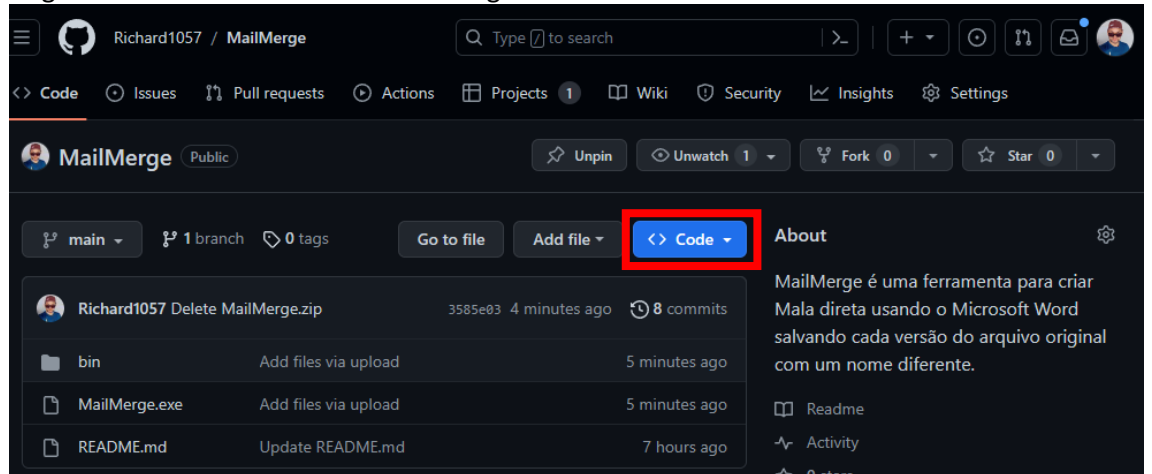 Richard1057 / MailMerge
Type / to search
Code Issues Pull requests Actions Projects 1 Wiki Security Insights Settings
MailMerge Public Unpin Unwatch 1 Fork 0 Star 0
main 1 branch 0 tags Go to file Add file <> Code
Richard1057 Delete MailMerge.zip 3585e03 4 minutes ago 8 commits
bin Add files via upload 5 minutes ago
MailMerge.exe Add files via upload 5 minutes ago
README.md Update README.md 7 hours ago
About
MailMerge é uma ferramenta para criar
Mala direta usando o Microsoft Word
salvando cada versão do arquivo original
com um nome diferente.
Readme
Activity